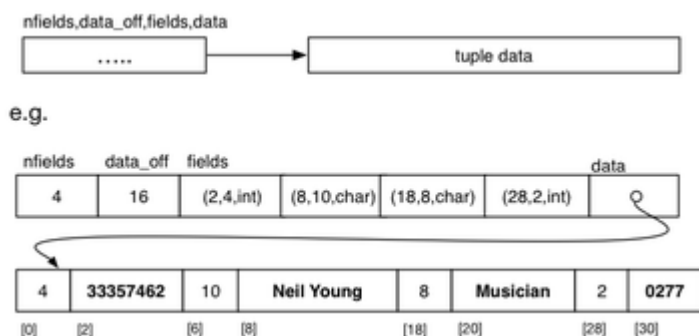 nfields,data_off,fields,data
..... tuple data
e.g.
nfields data_off fields data
4 16 (2,4,int) (8,10,char) (18,8,char) (28,2,int)
4 33357462 10 Neil Young 8 Musician 2 0277
[0] [2] [6] [8] [18] [20] [28] [30]